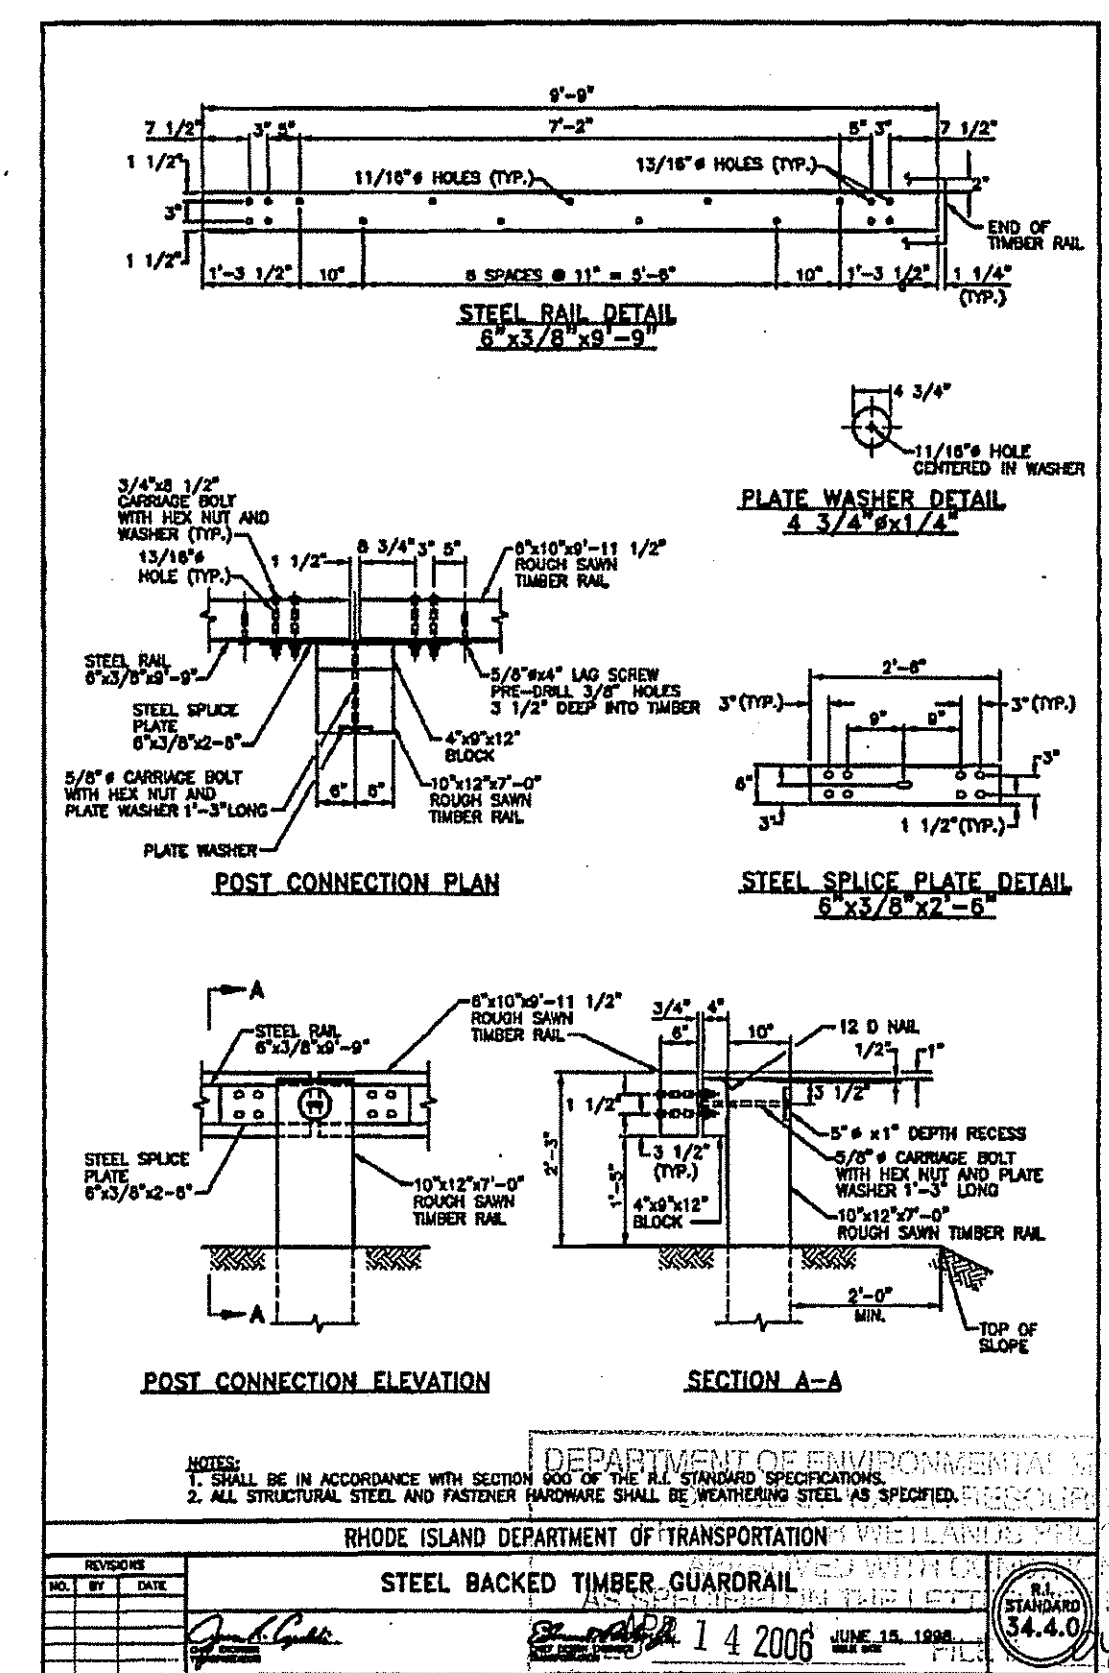 9'-9"
7 1/2" 3" 5" 7'-2" 5" 3" 7 1/2"
1 1/2"
11/16"ø HOLES (TYP.)
13/16"ø HOLES (TYP.)
2"
3"
END OF
TIMBER RAIL
1 1/2"
1'-3 1/2" 10" 6 SPACES @ 11" = 5'-6" 10" 1'-3 1/2" 1 1/4"
(TYP.)
STEEL RAIL DETAIL
6"x3/8"x9'-9"
4 3/4"
11/16"ø HOLE
CENTERED IN WASHER
PLATE WASHER DETAIL
4 3/4"øx1/4"
3/4"x8 1/2"
CARRIAGE BOLT
WITH HEX NUT AND
WASHER (TYP.)
13/16"ø
HOLE (TYP.)
1 1/2" 8 3/4" 3" 5"
6"x10"x9'-11 1/2"
ROUGH SAWN
TIMBER RAIL
STEEL RAIL
6"x3/8"x9'-9"
STEEL SPLICE
PLATE
6"x3/8"x2-6"
5/8" ø CARRIAGE BOLT
WITH HEX NUT AND
PLATE WASHER 1'-3"LONG
PLATE WASHER
6" 6"
5/8"øx4" LAG SCREW
PRE-DRILL 3/8" HOLES
3 1/2" DEEP INTO TIMBER
4"x9"x12"
BLOCK
10"x12"x7'-0"
ROUGH SAWN
TIMBER RAIL
POST CONNECTION PLAN
2'-6"
3"(TYP.) 3"(TYP.)
9" 9"
3"
6"
3"
1 1/2"(TYP.)
STEEL SPLICE PLATE DETAIL
6"x3/8"x2'-6"
A
STEEL RAIL
6"x3/8"x9'-9"
6"x10"x9'-11 1/2"
ROUGH SAWN
TIMBER RAIL
STEEL SPLICE
PLATE
6"x3/8"x2-6"
10"x12"x7'-0"
ROUGH SAWN
TIMBER RAIL
A
POST CONNECTION ELEVATION
3/4" 4"
6" 10"
12 D NAIL
1/2" 1"
1 1/2"
3 1/2"
2'-3"
1'-5"
3 1/2"
(TYP.)
4"x9"x12"
BLOCK
5"ø x1" DEPTH RECESS
5/8"ø CARRIAGE BOLT
WITH HEX NUT AND PLATE
WASHER 1'-3" LONG
10"x12"x7'-0"
ROUGH SAWN TIMBER RAIL
2'-0"
MIN.
TOP OF
SLOPE
SECTION A-A
NOTES:
1. SHALL BE IN ACCORDANCE WITH SECTION 900 OF THE R.I. STANDARD SPECIFICATIONS.
2. ALL STRUCTURAL STEEL AND FASTENER HARDWARE SHALL BE WEATHERING STEEL AS SPECIFIED.
DEPARTMENT OF ENVIRONMENTAL
RHODE ISLAND DEPARTMENT OF TRANSPORTATION
WETLANDS
REVISIONS
NO. BY DATE
STEEL BACKED TIMBER GUARDRAIL
AS SPECIFIED IN THE
APR 14 2006
JUNE 15, 1998
ISSUE DATE
R.I.
STANDARD
34.4.0